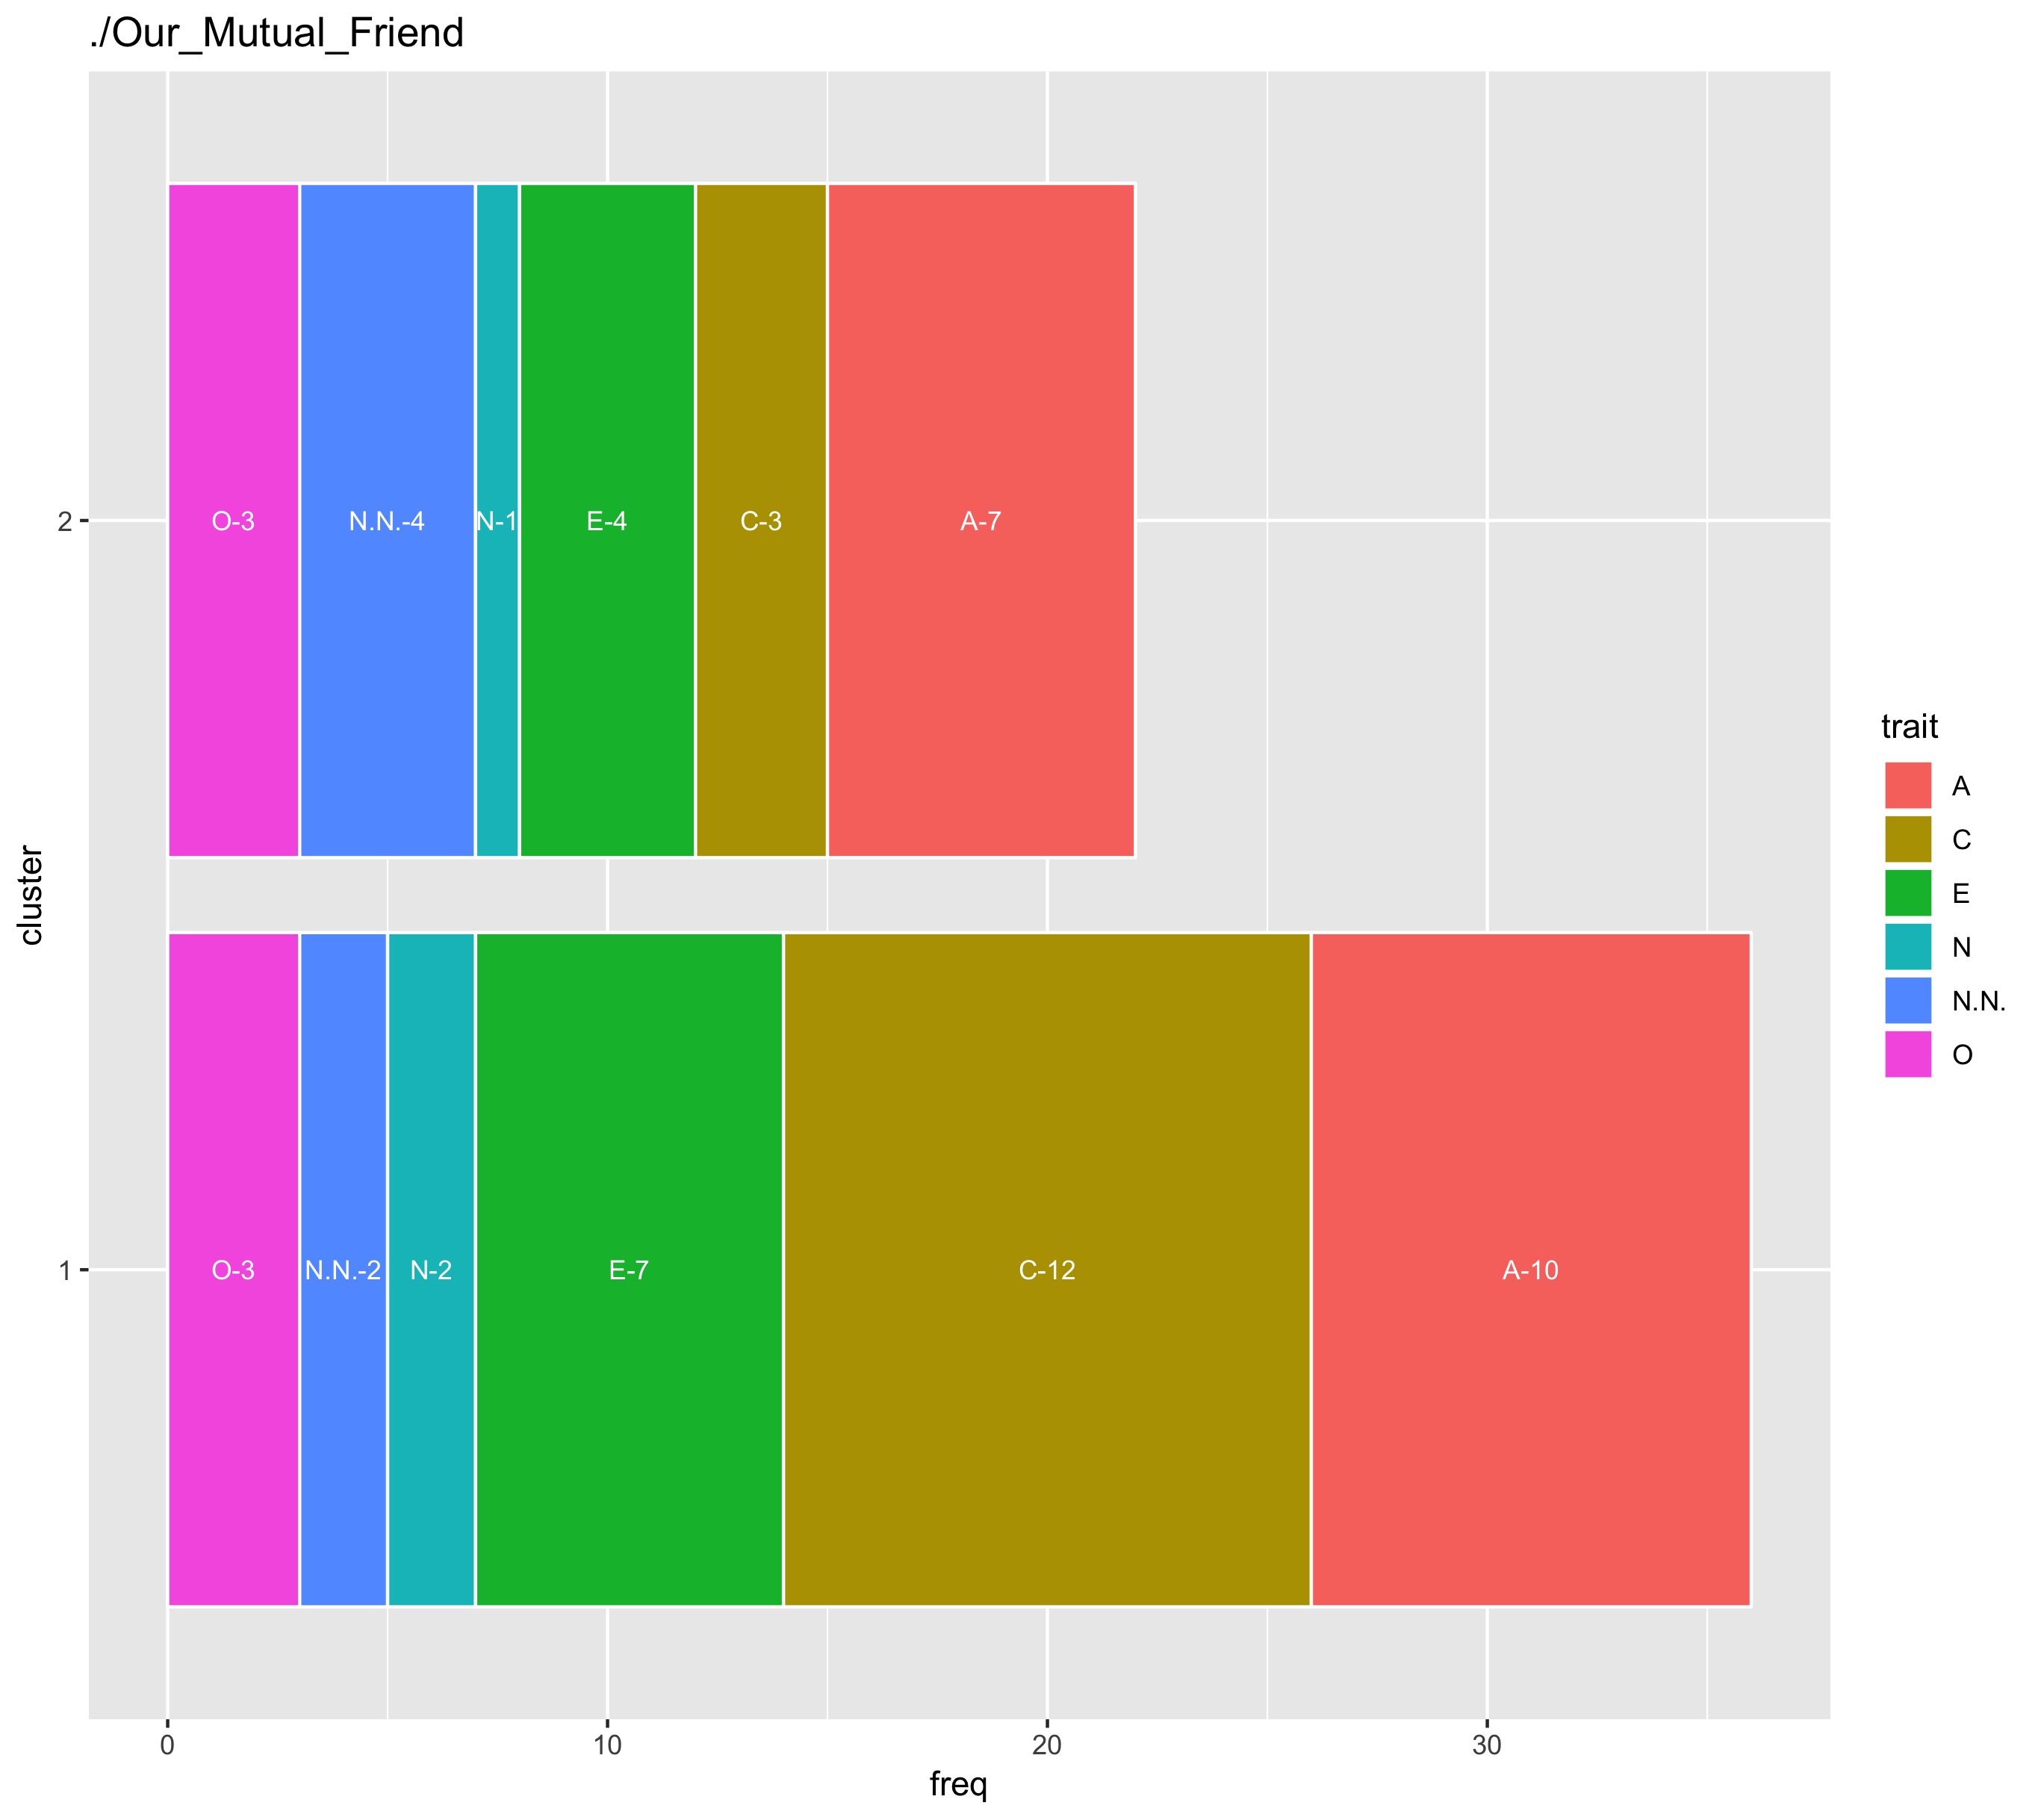 ./Our_Mutual_Friend
2
O-3
N.N.-4
N-1
E-4
C-3
A-7
cluster
1
O-3
N.N.-2
N-2
E-7
C-12
A-10
0
10
20
30
freq
trait
A
C
E
N
N.N.
O